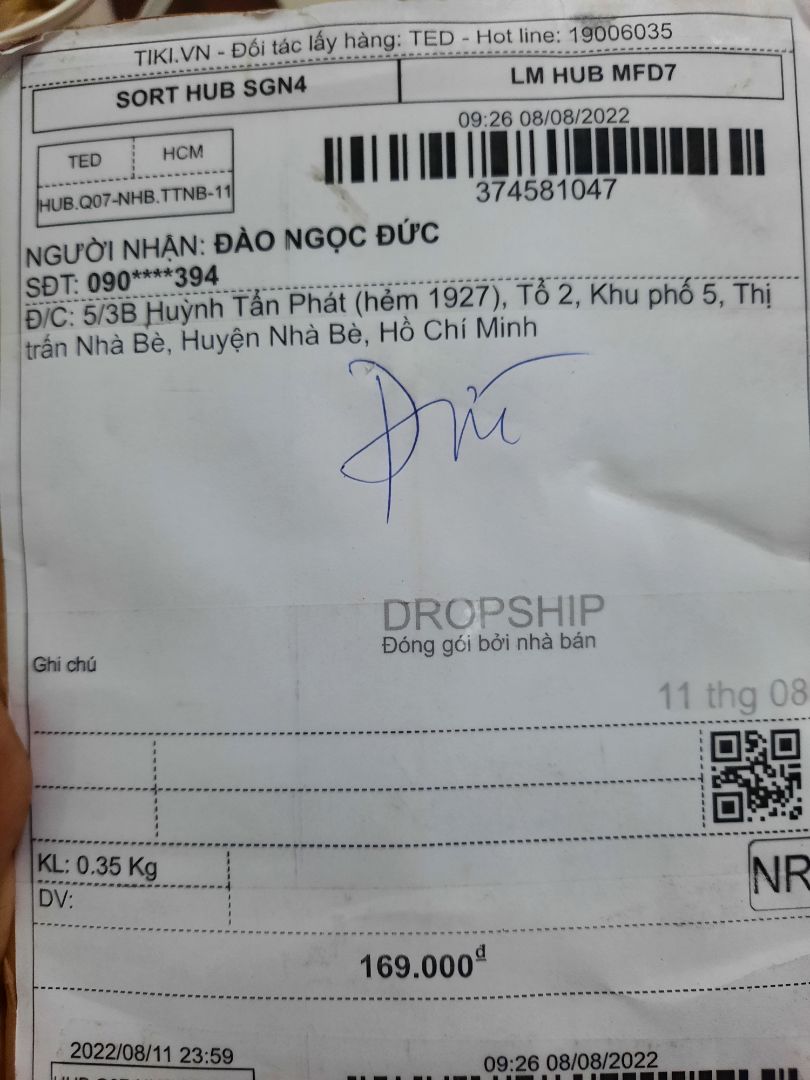 TIKI.VN - Đối tác lấy hàng: TED - Hot line: 19006035
SORT HUB SGN4
LM HUB MFD7
09:26 08/08/2022
TED
HCM
HUB.Q07-NHB.TTNB-11
374581047
NGƯỜI NHẬN: ĐÀO NGỌC ĐỨC
SĐT: 090****394
Đ/C: 5/3B Huỳnh Tấn Phát (hẻm 1927), Tổ 2, Khu phố 5, Thị
trấn Nhà Bè, Huyện Nhà Bè, Hồ Chí Minh
DROPSHIP
Đóng gói bởi nhà bán
Ghi chú
11 thg 08
KL: 0.35 Kg
NR
DV:
169.000đ
2022/08/11 23:59
09:26 08/08/2022